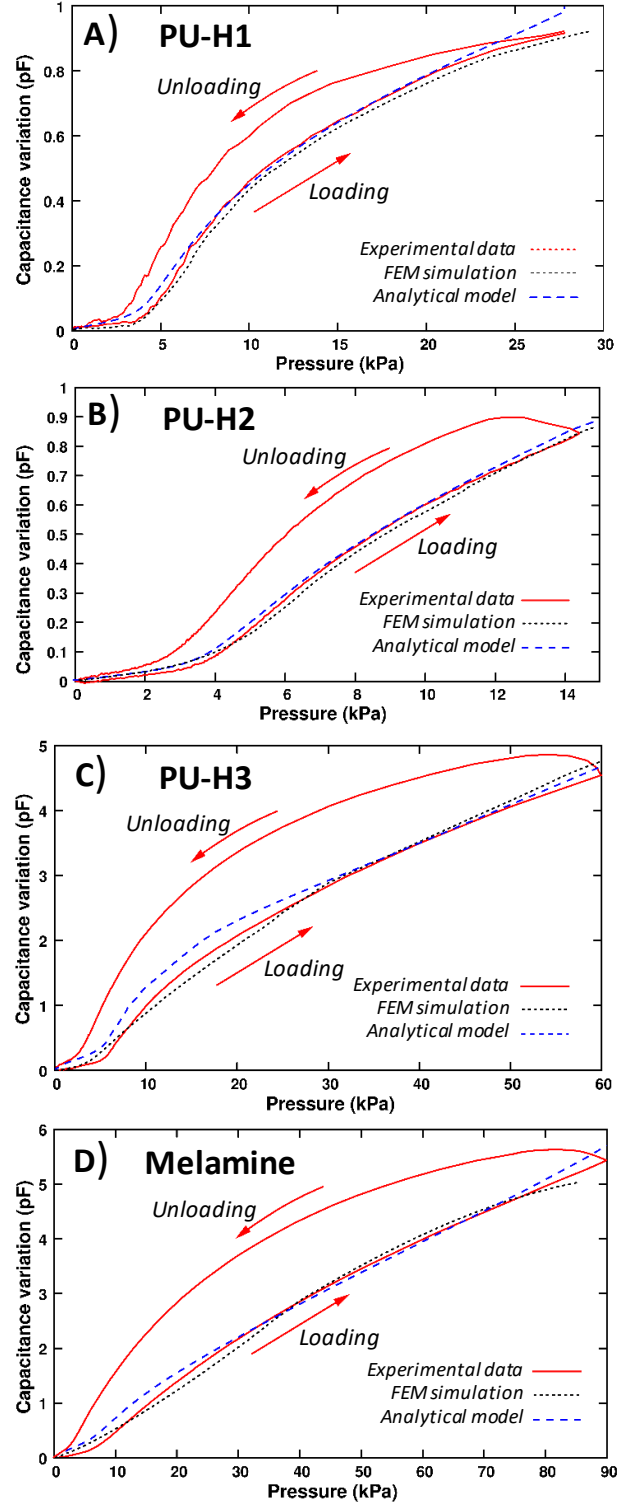 A) PU-H1
1
0.8
0.6
0.4
0.2
0
Capacitance variation (pF)
Unloading
Loading
Experimental data
FEM simulation
Analytical model
0 5 10 15 20 25 30
Pressure (kPa)
B) PU-H2
1
0.9
0.8
0.7
0.6
0.5
0.4
0.3
0.2
0.1
0
Capacitance variation (pF)
Unloading
Loading
Experimental data
FEM simulation
Analytical model
0 2 4 6 8 10 12 14
Pressure (kPa)
C) PU-H3
5
4
3
2
1
0
Capacitance variation (pF)
Unloading
Loading
Experimental data
FEM simulation
Analytical model
0 10 20 30 40 50 60
Pressure (kPa)
D) Melamine
6
5
4
3
2
1
0
Capacitance variation (pF)
Unloading
Loading
Experimental data
FEM simulation
Analytical model
0 10 20 30 40 50 60 70 80 90
Pressure (kPa)